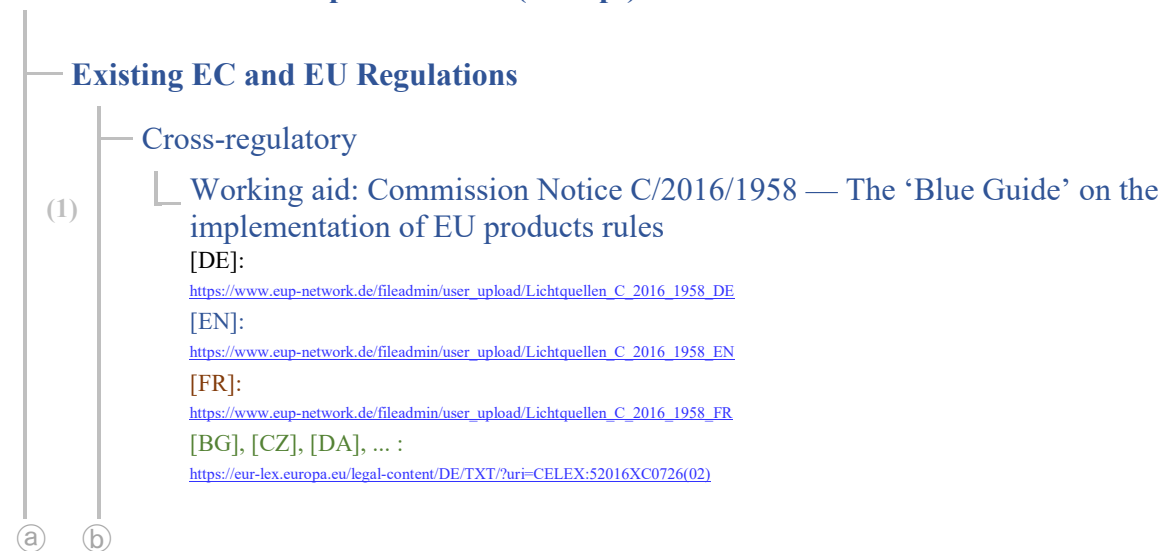 Existing EC and EU Regulations
Cross-regulatory
Working aid: Commission Notice C/2016/1958 — The ‘Blue Guide’ on the
(1)
implementation of EU products rules
[DE]:
https://www.eup-network.de/fileadmin/user_upload/Lichtquellen_C_2016_1958_DE
[EN]:
https://www.eup-network.de/fileadmin/user_upload/Lichtquellen_C_2016_1958_EN
[FR]:
https://www.eup-network.de/fileadmin/user_upload/Lichtquellen_C_2016_1958_FR
[BG], [CZ], [DA], ... :
https://eur-lex.europa.eu/legal-content/DE/TXT/?uri=CELEX:52016XC0726(02)
ⓐ ⓑ